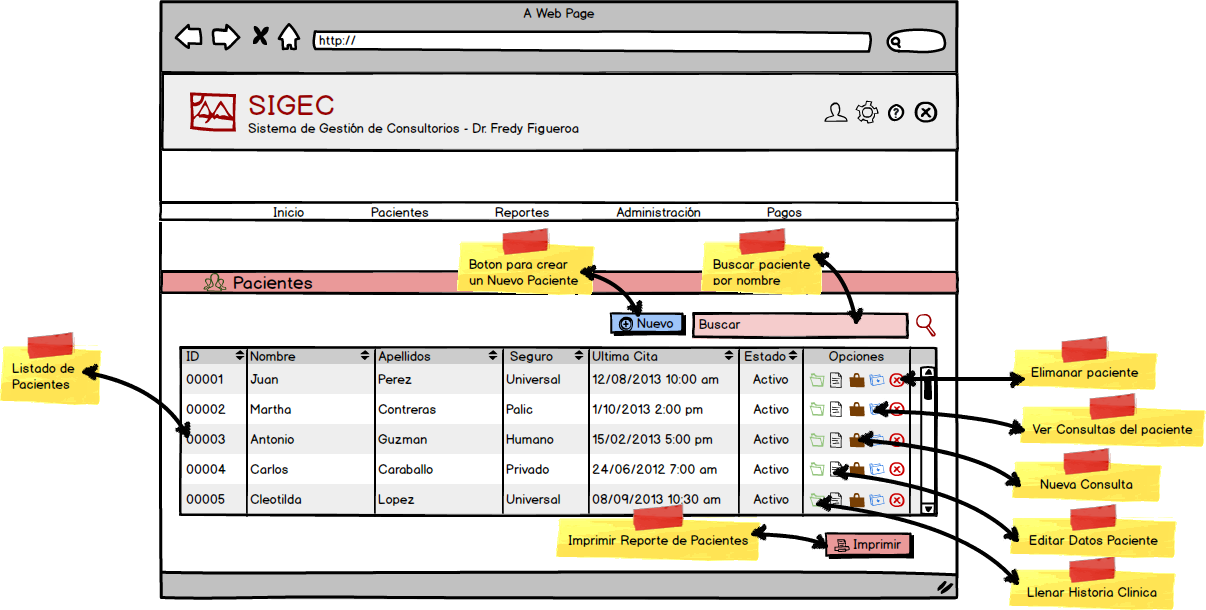 A Web Page
http://
SIGEC
Sistema de Gestión de Consultorios - Dr. Fredy Figueroa
Inicio Pacientes Reportes Administración Pagos
Boton para crear
un Nuevo Paciente
Buscar paciente
por nombre
Pacientes
Nuevo
Buscar
Listado de
Pacientes
ID Nombre Apellidos Seguro Ultima Cita Estado Opciones
00001 Juan Perez Universal 12/08/2013 10:00 am Activo
00002 Martha Contreras Palic 1/10/2013 2:00 pm Activo
00003 Antonio Guzman Humano 15/02/2013 5:00 pm Activo
00004 Carlos Caraballo Privado 24/06/2012 7:00 am Activo
00005 Cleotilda Lopez Universal 08/09/2013 10:30 am Activo
Elimanar paciente
Ver Consultas del paciente
Nueva Consulta
Editar Datos Paciente
Llenar Historia Clinica
Imprimir Reporte de Pacientes
Imprimir